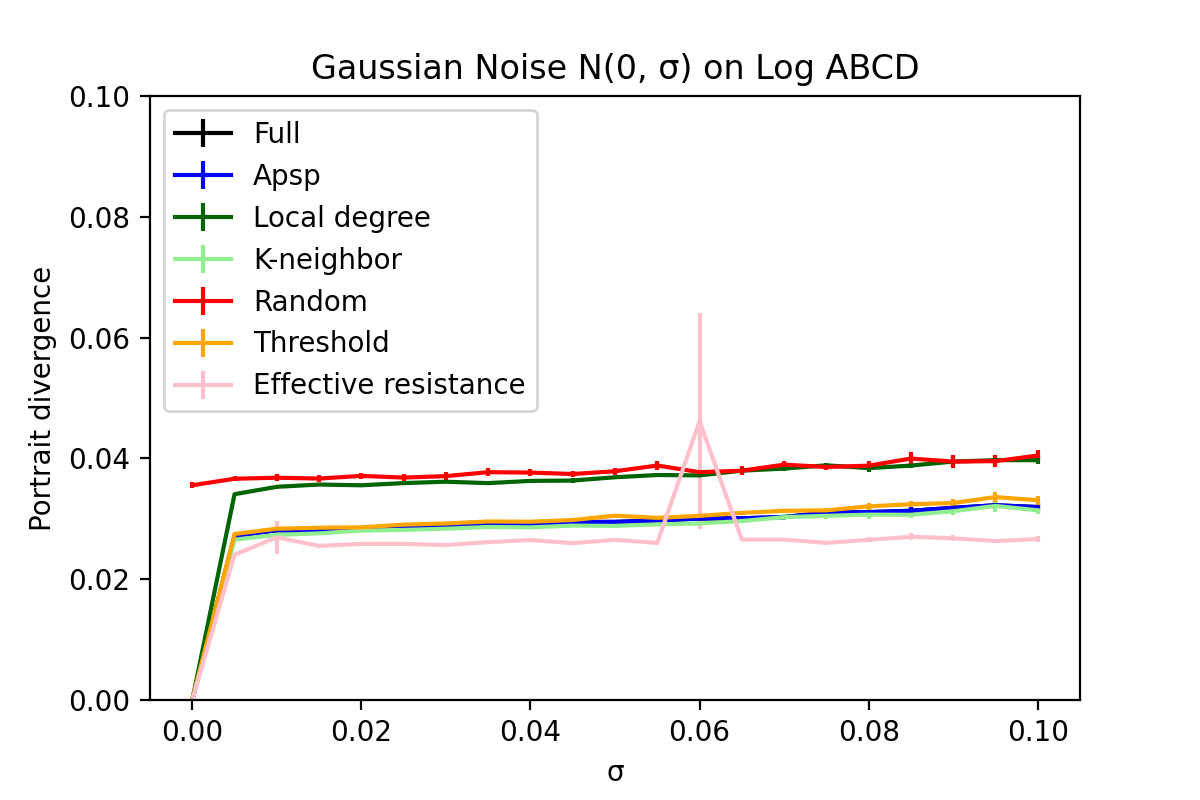 Gaussian Noise N(0, σ) on Log ABCD
Portrait divergence
0.10
0.08
0.06
0.04
0.02
0.00
Full
Apsp
Local degree
K-neighbor
Random
Threshold
Effective resistance
0.00 0.02 0.04 0.06 0.08 0.10
σ